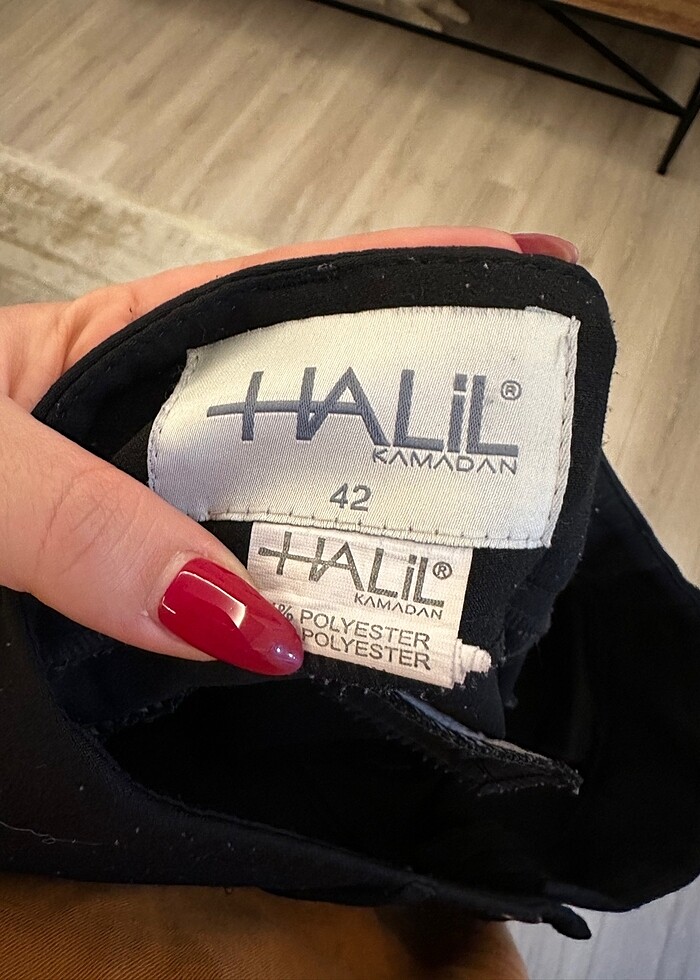 HALiL®
KAMADAN
42
HALiL®
KAMADAN
% POLYESTER
POLYESTER